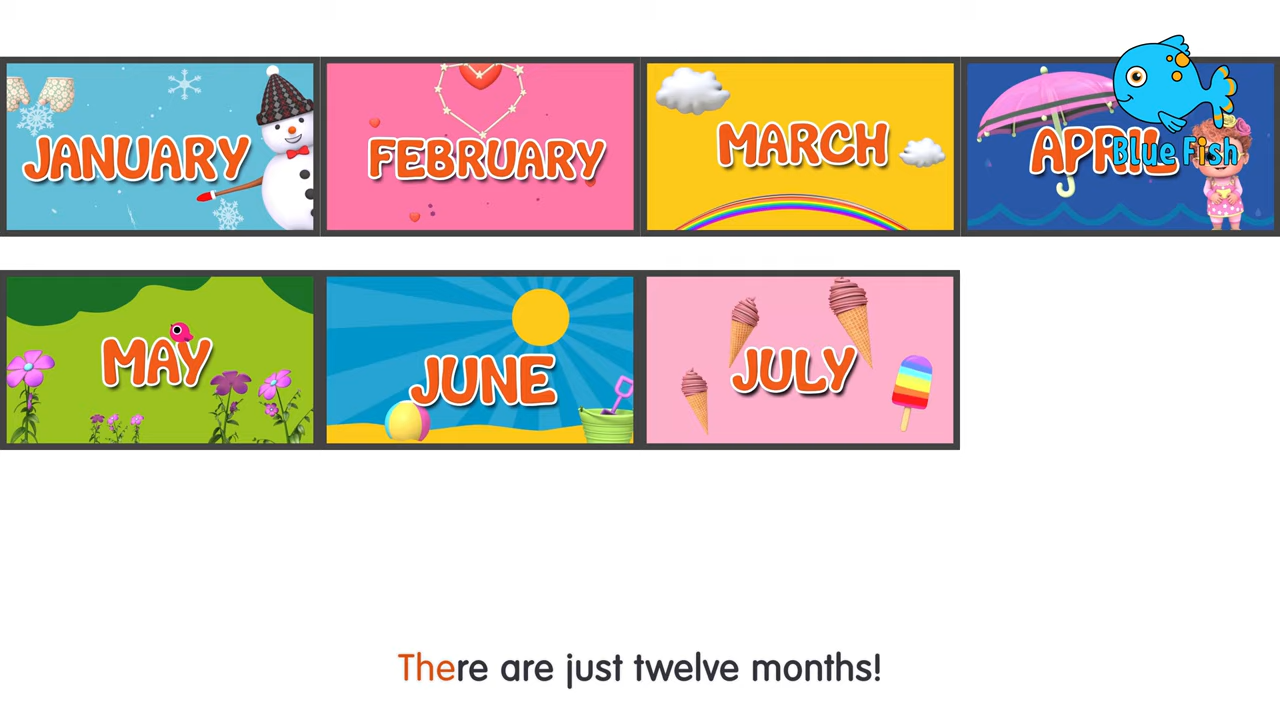 JANUARY
FEBRUARY
MARCH
APRIL
Blue Fish
MAY
JUNE
JULY
There are just twelve months!